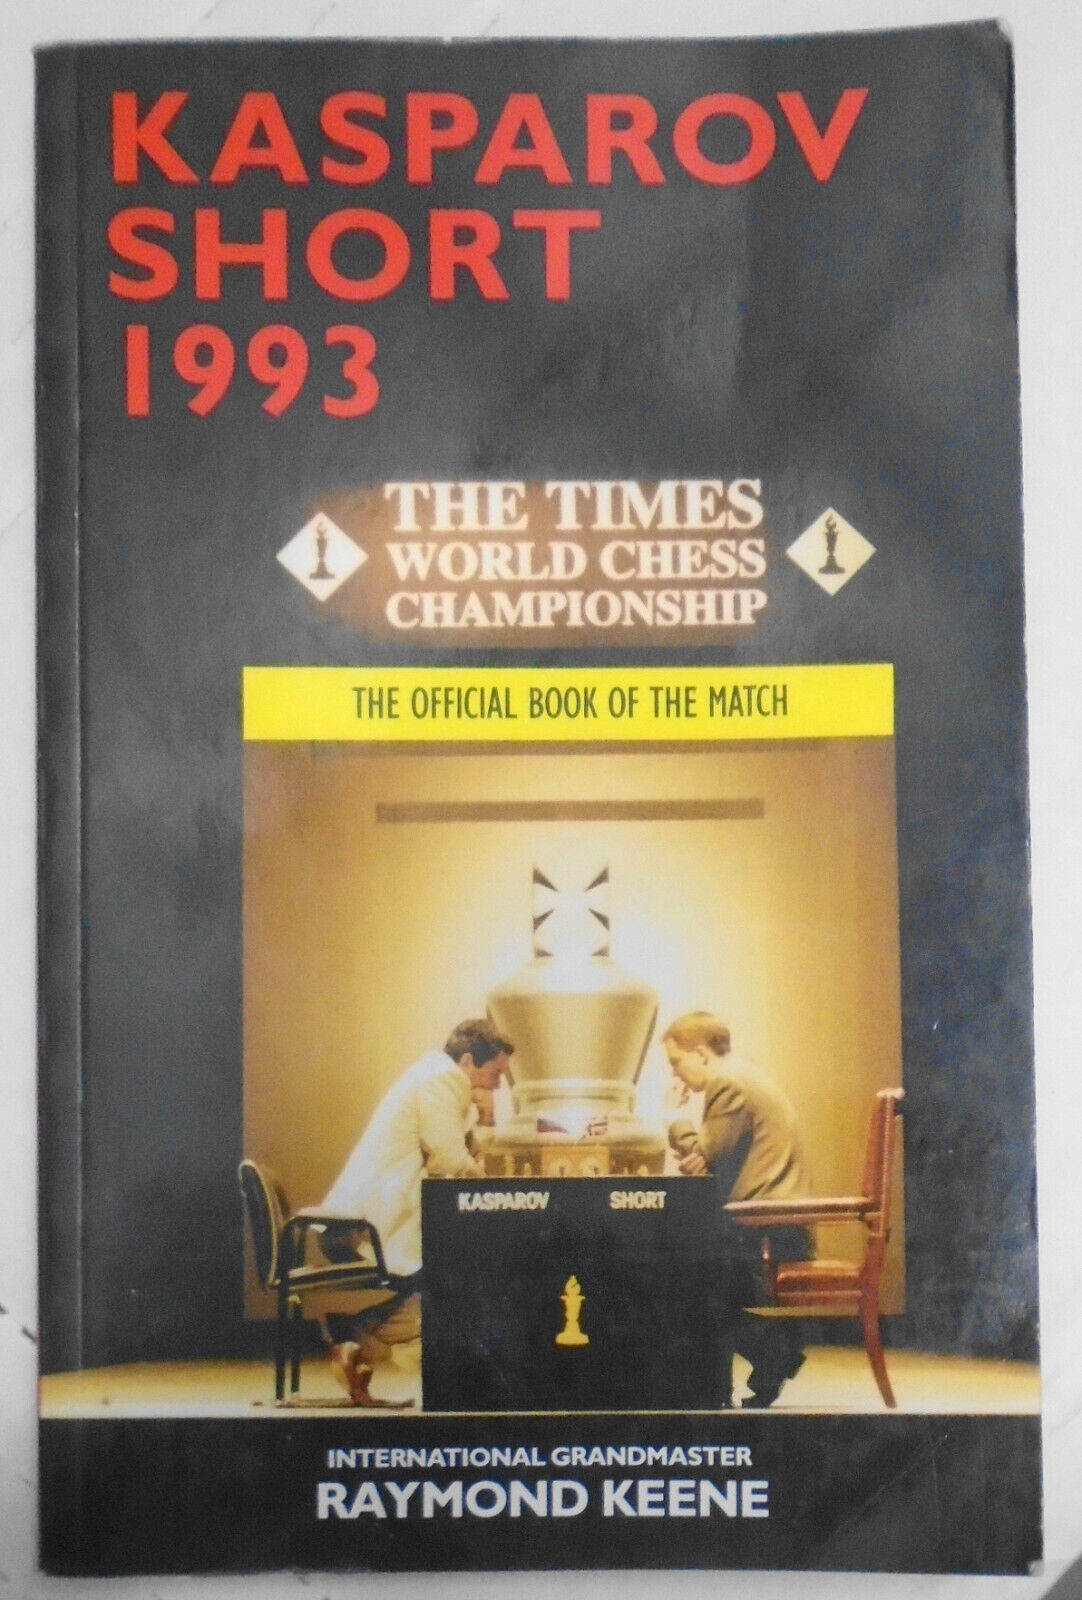 KASPAROV
SHORT
1993
THE TIMES
WORLD CHESS
CHAMPIONSHIP
THE OFFICIAL BOOK OF THE MATCH
KASPAROV SHORT
INTERNATIONAL GRANDMASTER
RAYMOND KEENE